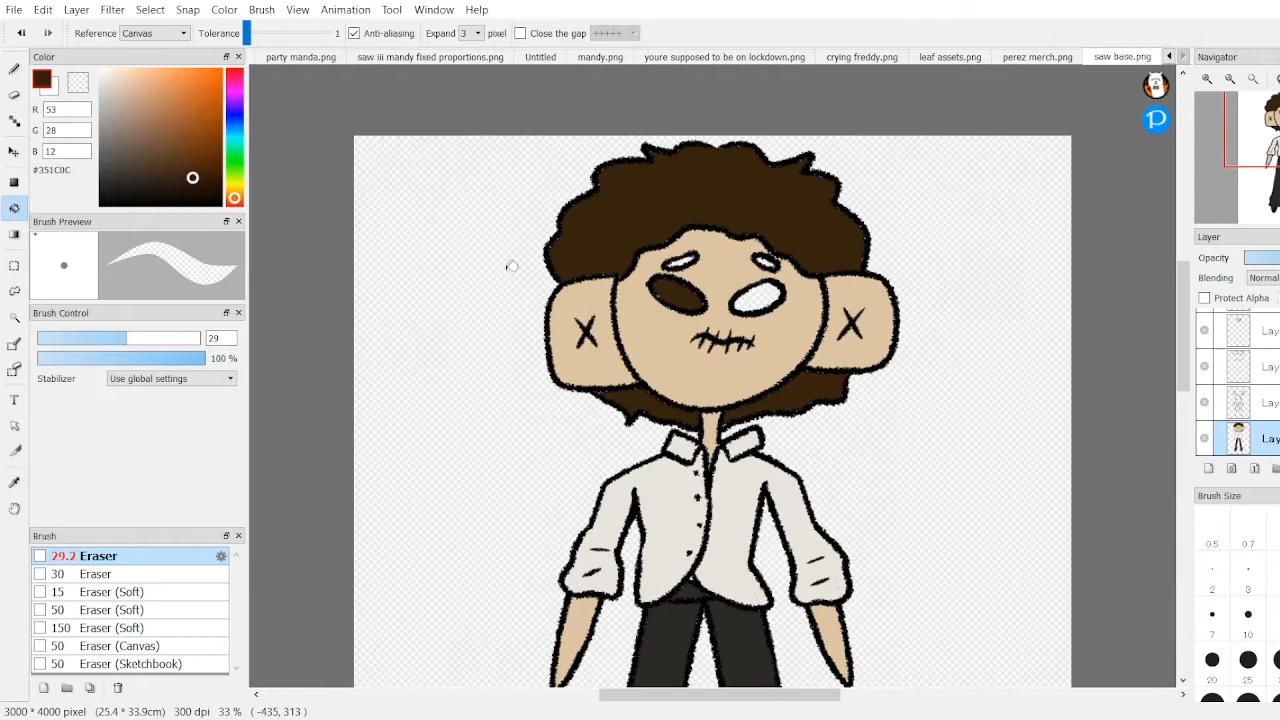 File Edit Layer Filter Select Snap Color Brush View Animation Tool Window Help
Reference Canvas Tolerance 1 Anti-aliasing Expand 3 pixel Close the gap +++++
Color
party manda.png saw iii mandy fixed proportions.png Untitled mandy.png youre supposed to be on lockdown.png crying freddy.png leaf assets.png perez merch.png saw base.png
Navigator
R 53
G 28
B 12
#351C0C
Brush Preview
Brush Control
29
100 %
Stabilizer Use global settings
Brush
29.2 Eraser
30 Eraser
15 Eraser (Soft)
50 Eraser (Soft)
150 Eraser (Soft)
50 Eraser (Canvas)
50 Eraser (Sketchbook)
3000 * 4000 pixel (25.4 * 33.9cm) 300 dpi 33 % ( -435, 313 )
P
Layer
Opacity
Blending Normal
Protect Alpha
Lay
Lay
Lay
Lay
8 1
Brush Size
0.5 0.7
2 3
7 10
20 25
T